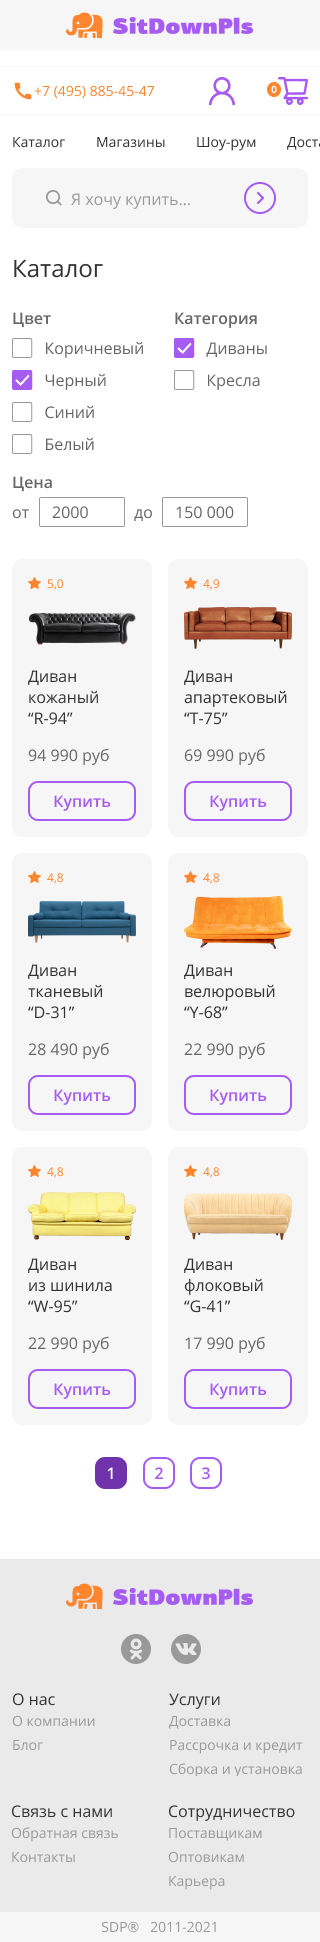 SitDownPls
+7 (495) 885-45-47
0
Каталог Магазины Шоу-рум Доста
Я хочу купить...
Каталог
Цвет
Коричневый
Черный
Синий
Белый
Категория
Диваны
Кресла
Цена
от 2000 до 150 000
5,0
Диван
кожаный
“R-94”
94 990 руб
Купить
4,9
Диван
апартековый
“T-75”
69 990 руб
Купить
4,8
Диван
тканевый
“D-31”
28 490 руб
Купить
4,8
Диван
велюровый
“Y-68”
22 990 руб
Купить
4,8
Диван
из шинила
“W-95”
22 990 руб
Купить
4,8
Диван
флоковый
“G-41”
17 990 руб
Купить
1 2 3
SitDownPls
О нас
О компании
Блог
Услуги
Доставка
Рассрочка и кредит
Сборка и установка
Связь с нами
Обратная связь
Контакты
Сотрудничество
Поставщикам
Оптовикам
Карьера
SDP® 2011-2021